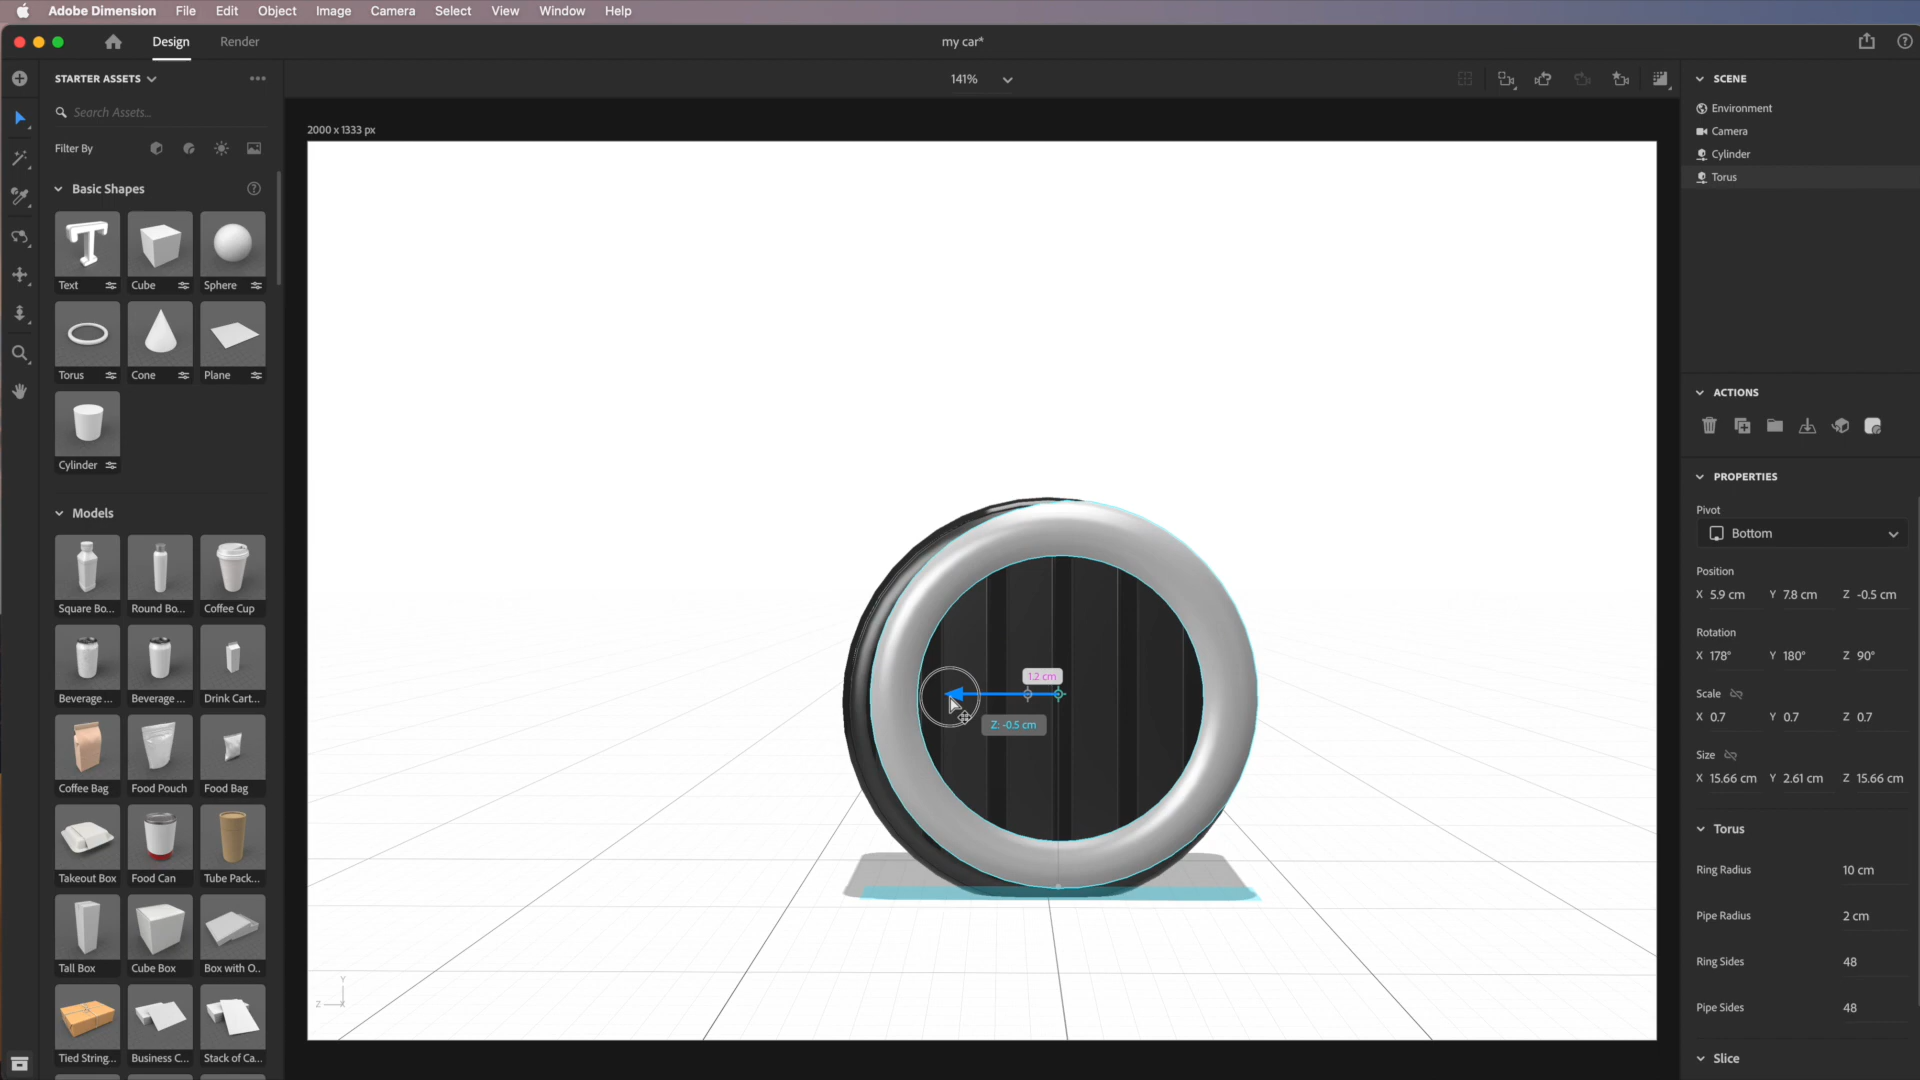 Adobe Dimension File Edit Object Image Camera Select View Window Help
Design Render my car*
STARTER ASSETS
141%
SCENE
Search Assets...
2000 x 1333 px
Environment
Camera
Filter By
Cylinder
Torus
Basic Shapes
Text Cube Sphere
Torus Cone Plane
Cylinder
Models
Square Bo... Round Bo... Coffee Cup
Beverage ... Beverage ... Drink Cart...
Coffee Bag Food Pouch Food Bag
Takeout Box Food Can Tube Pack...
Tall Box Cube Box Box with O..
Tied String... Business C... Stack of Ca...
1.2 cm
Z: -0.5 cm
Y
Z X
ACTIONS
PROPERTIES
Pivot
Bottom
Position
X 5.9 cm Y 7.8 cm Z -0.5 cm
Rotation
X 178° Y 180° Z 90°
Scale
X 0.7 Y 0.7 Z 0.7
Size
X 15.66 cm Y 2.61 cm Z 15.66 cm
Torus
Ring Radius 10 cm
Pipe Radius 2 cm
Ring Sides 48
Pipe Sides 48
Slice